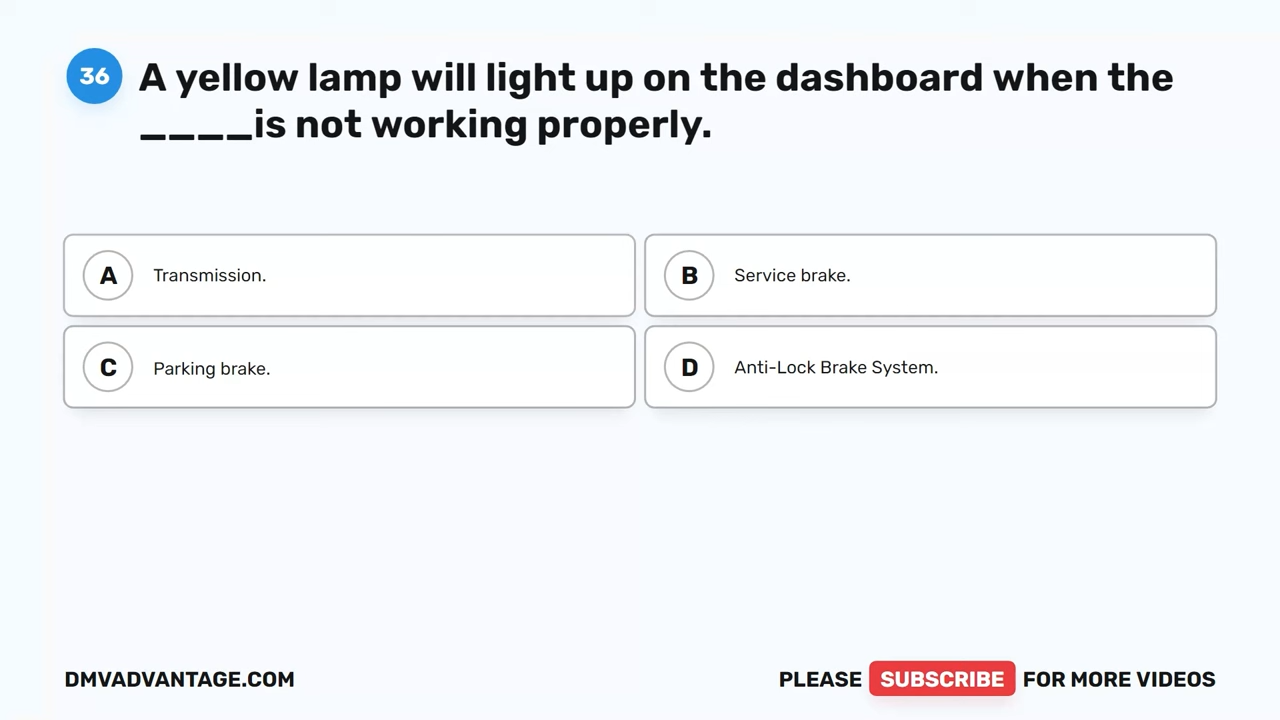 36
A yellow lamp will light up on the dashboard when the
____is not working properly.
A Transmission.
B Service brake.
C Parking brake.
D Anti-Lock Brake System.
DMVADVANTAGE.COM
PLEASE SUBSCRIBE FOR MORE VIDEOS